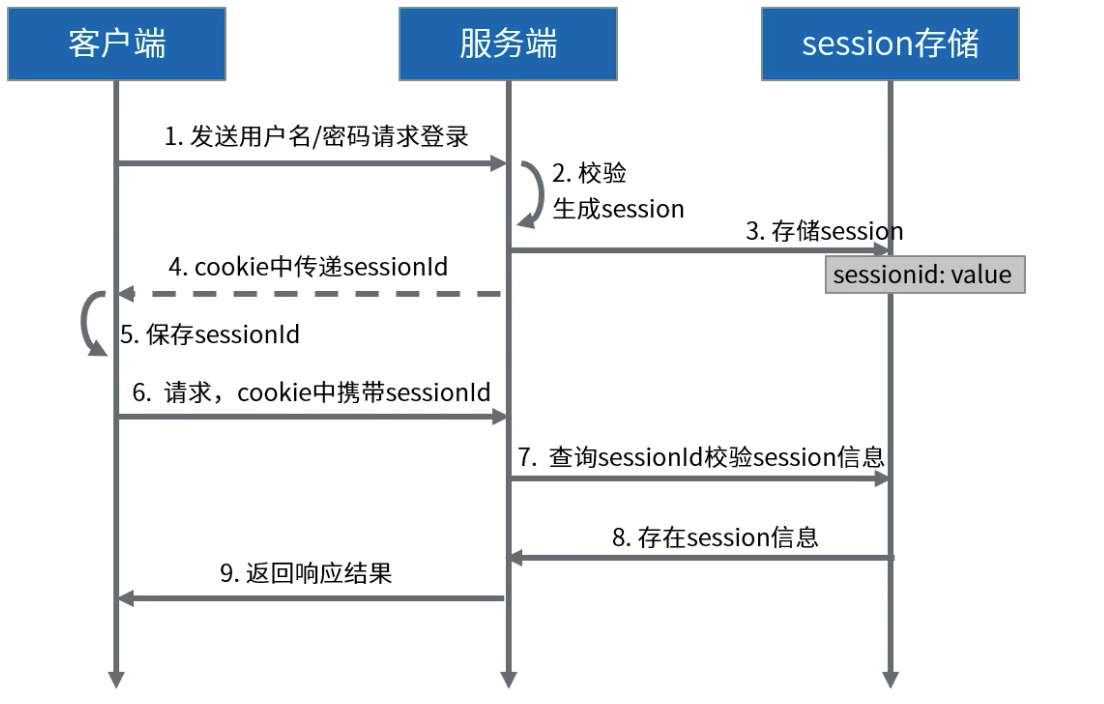 客户端
服务端
session存储
1. 发送用户名/密码请求登录
2. 校验
生成session
3. 存储session
sessionid: value
4. cookie中传递sessionId
5. 保存sessionId
6. 请求，cookie中携带sessionId
7. 查询sessionId校验session信息
8. 存在session信息
9. 返回响应结果